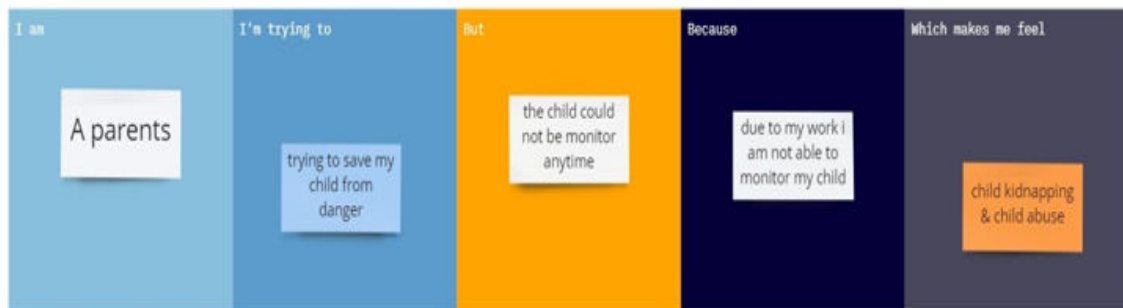 I am
A parents
I'm trying to
trying to save my
child from
danger
But
the child could
not be monitor
anytime
Because
due to my work i
am not able to
monitor my child
Which makes me feel
child kidnapping
& child abuse